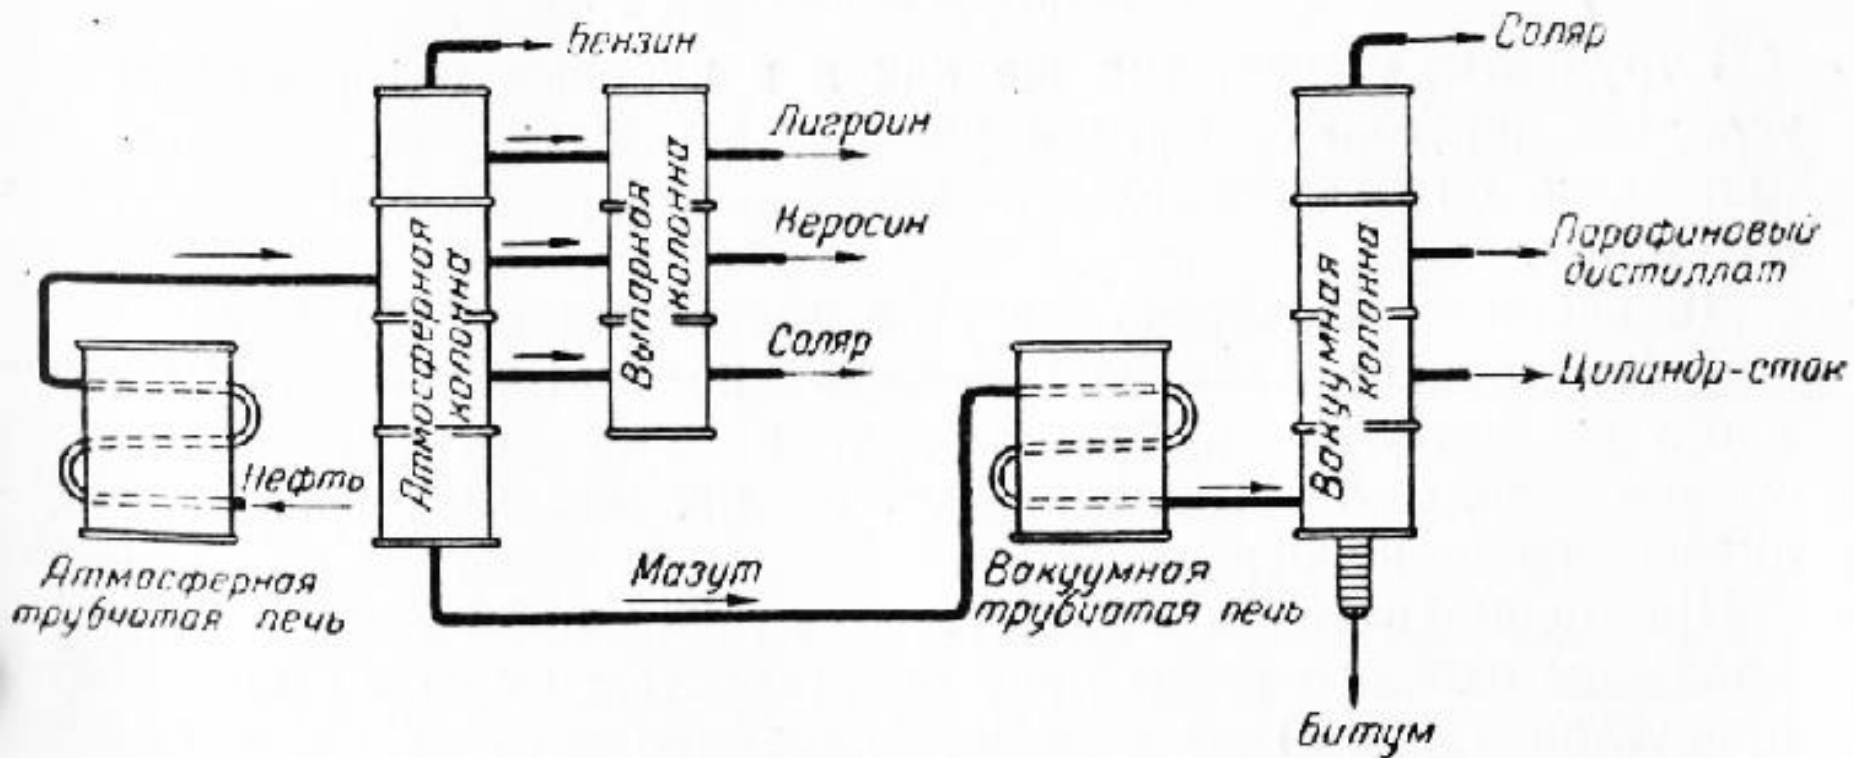 Бензин
Лигроин
Керосин
Соляр
Атмосферная
колонна
Выпарная
колонна
Нефть
Атмосферная
трубчатая печь
Мазут
Вакуумная
трубчатая печь
Соляр
Парафиновый
дистиллат
Цилиндр-сток
Вакуумная
колонна
Битум